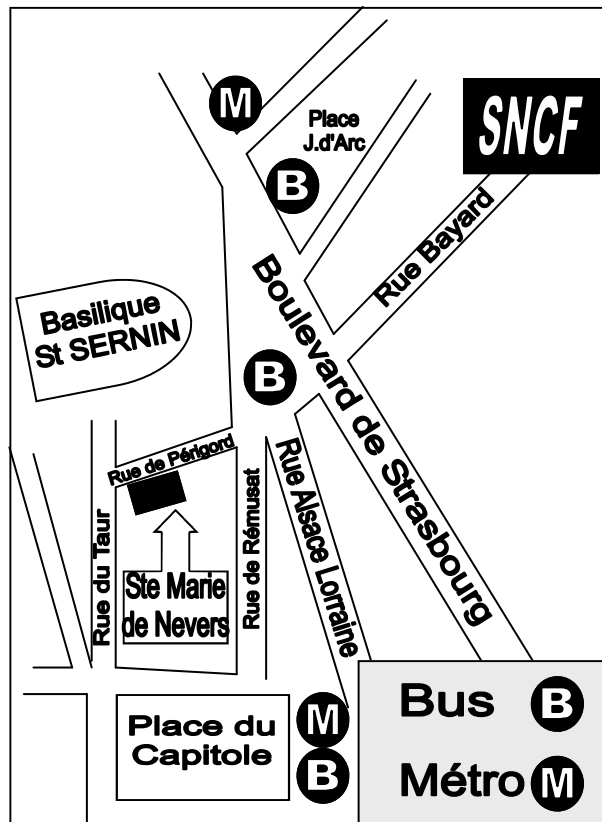 M
Place
J.d'Arc
SNCF
B
Rue Bayard
Boulevard de Strasbourg
Basilique
St SERNIN
B
Rue de Périgord
Rue du Taur
Rue de Rémusat
Rue Alsace Lorraine
Ste Marie
de Nevers
Place du
Capitole
M
B
Bus B
Métro M